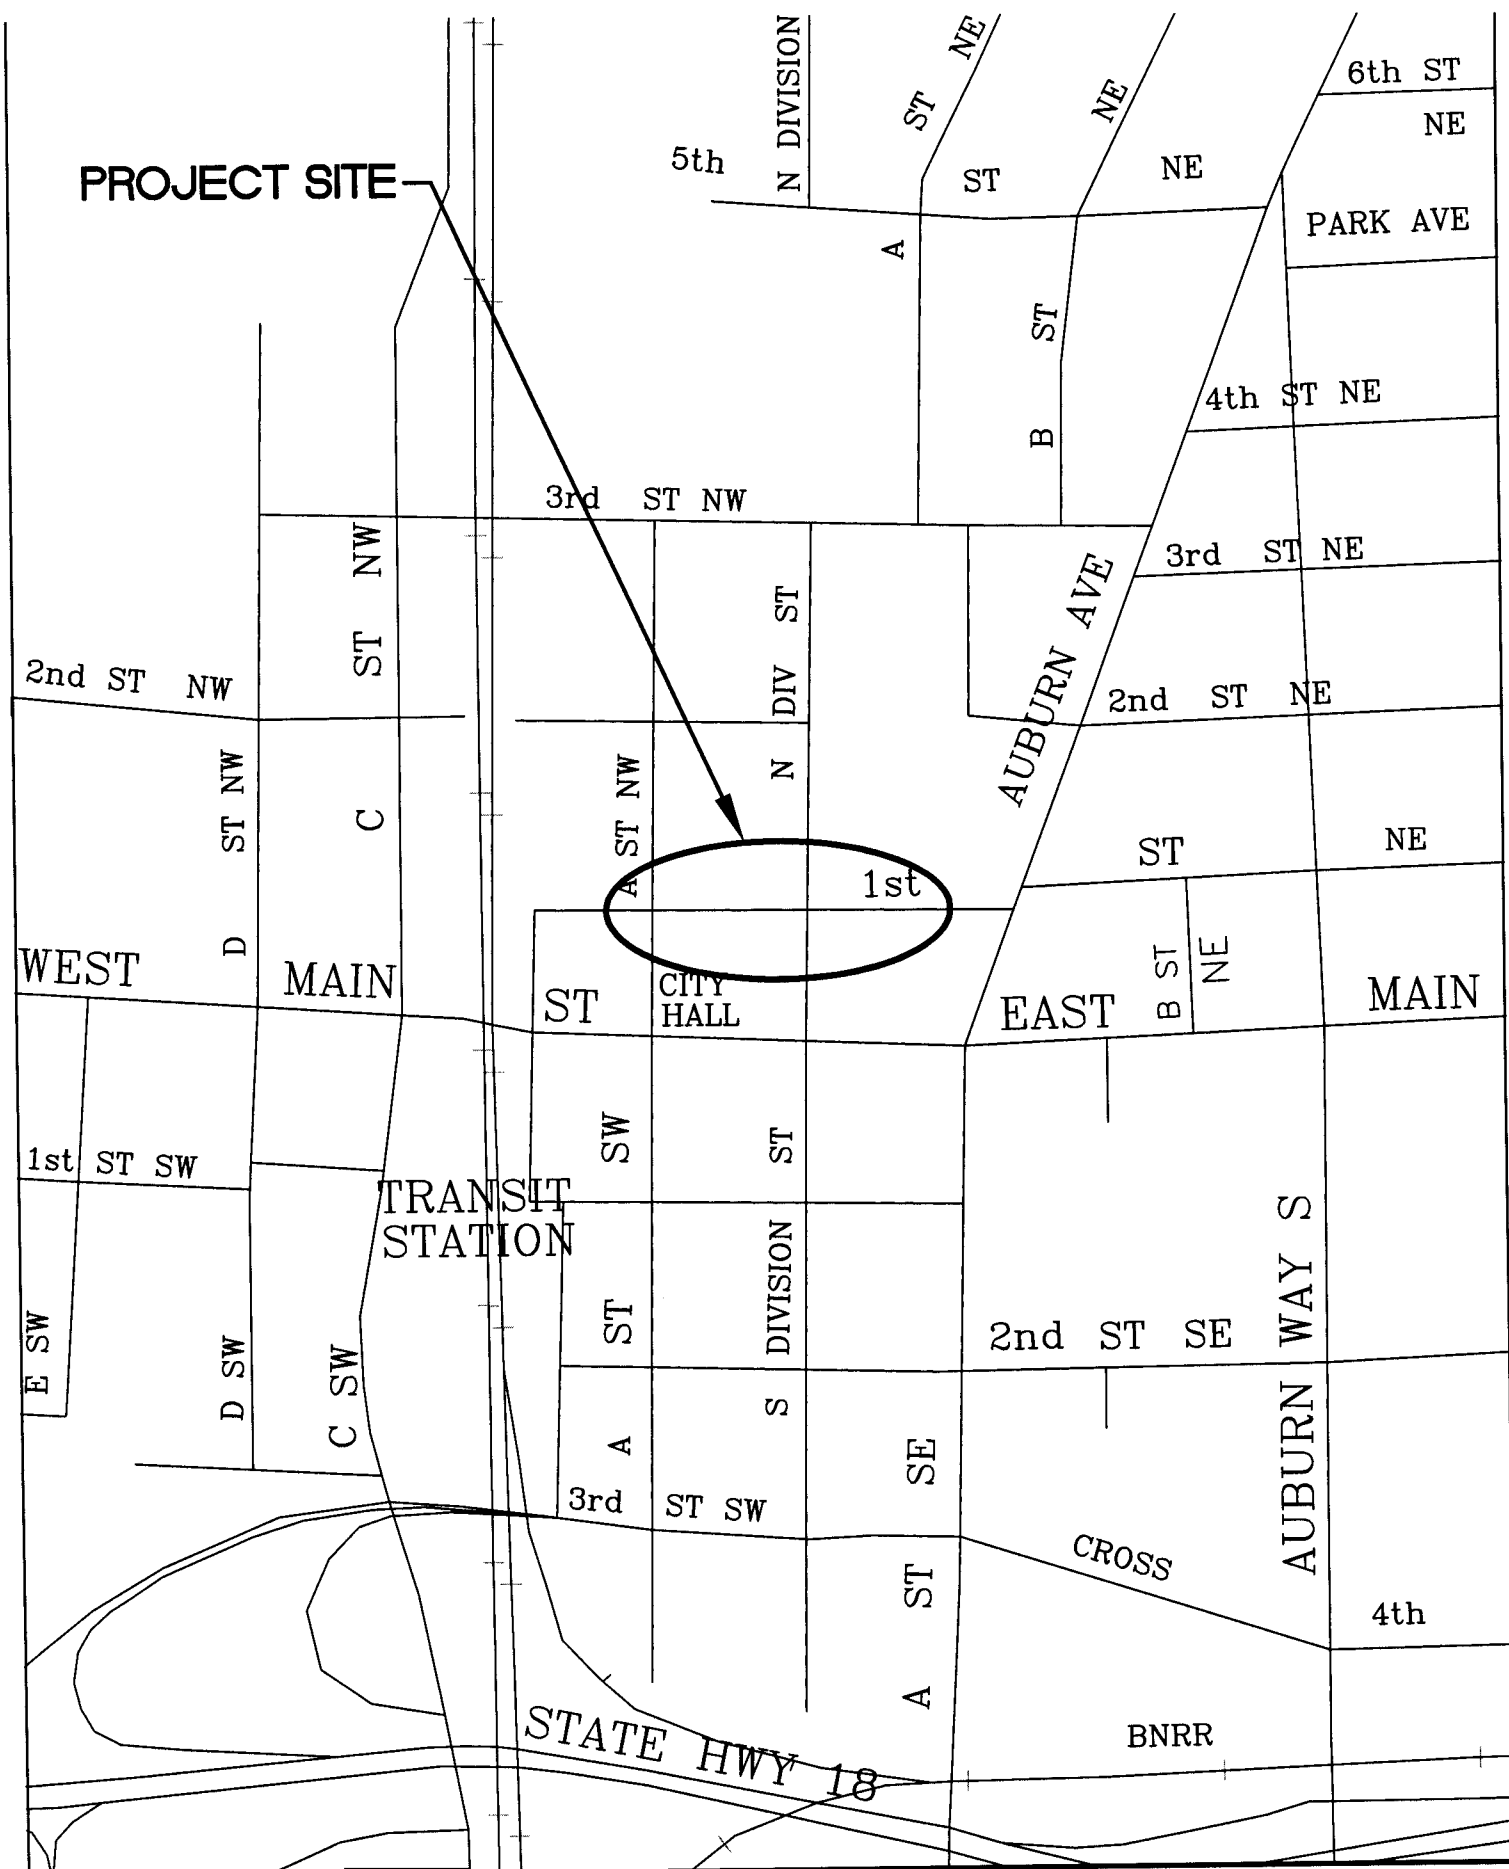 N DIVISION
A ST NE
B ST NE
6th ST NE
PROJECT SITE
5th ST NE
PARK AVE
4th ST NE
3rd ST NW
C ST NW
3rd ST NE
AUBURN AVE
N DIV ST
2nd ST NW
2nd ST NE
D ST NW
A ST NW
1st ST NE
WEST MAIN ST
CITY
HALL
EAST MAIN
B ST
NE
1st ST SW
TRANSIT
STATION
A ST SW
S DIVISION ST
AUBURN WAY S
E SW
D SW
C SW
2nd ST SE
A ST SE
3rd ST SW
CROSS
4th
STATE HWY 18
BNRR